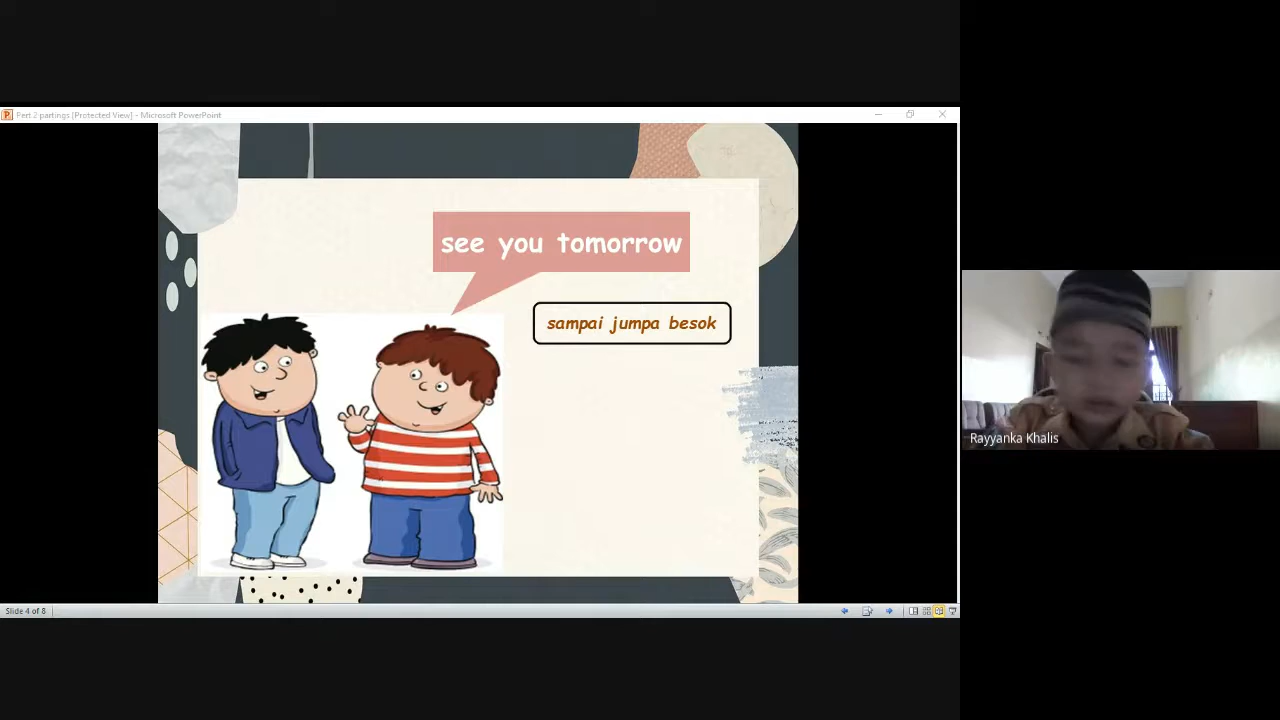 Pert 2 partings [Protected View] - Microsoft PowerPoint
see you tomorrow
sampai jumpa besok
Rayyanka Khalis
Slide 4 of 8